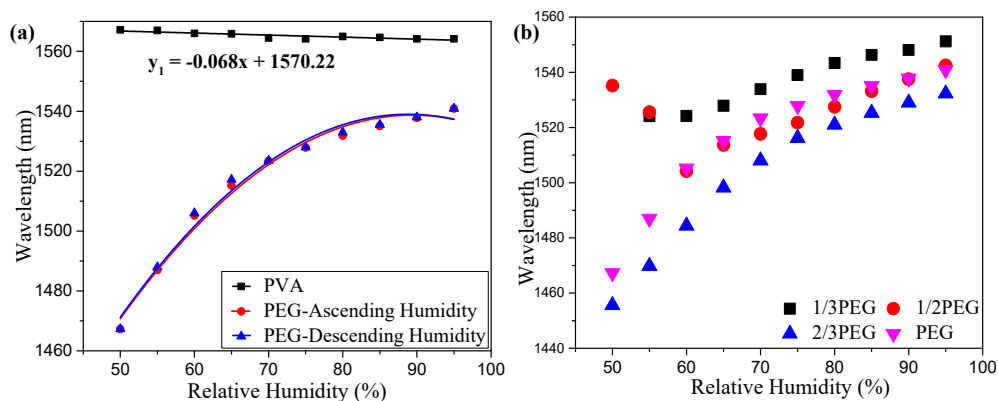 (a)
1560
1540
1520
1500
1480
1460
Wavelength (nm)
y₁ = -0.068x + 1570.22
PVA
PEG-Ascending Humidity
PEG-Descending Humidity
50 60 70 80 90 100
Relative Humidity (%)
(b)
1560
1540
1520
1500
1480
1460
1440
Wavelength (nm)
1/3PEG 1/2PEG
2/3PEG PEG
40 50 60 70 80 90 100
Relative Humidity (%)